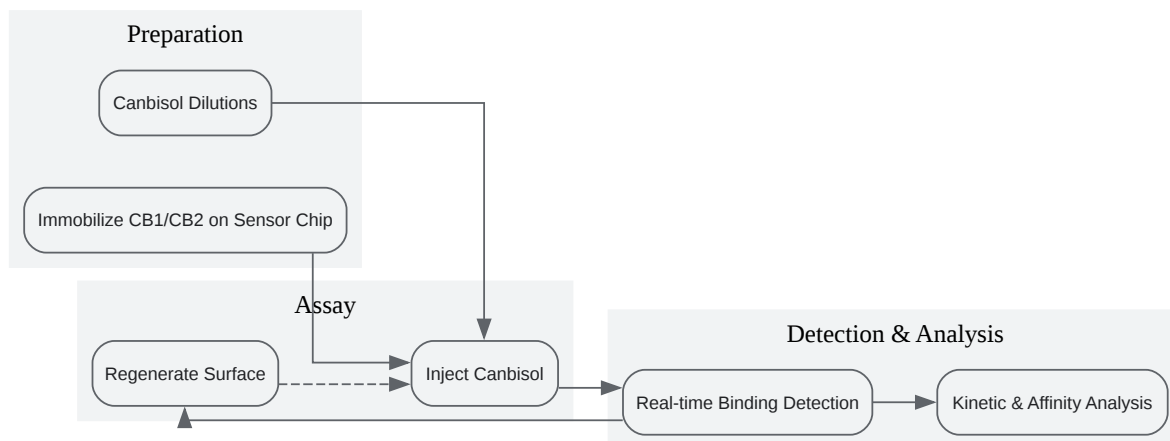 Preparation
Canbisol Dilutions
Immobilize CB1/CB2 on Sensor Chip
Assay
Regenerate Surface
Inject Canbisol
Detection & Analysis
Real-time Binding Detection
Kinetic & Affinity Analysis